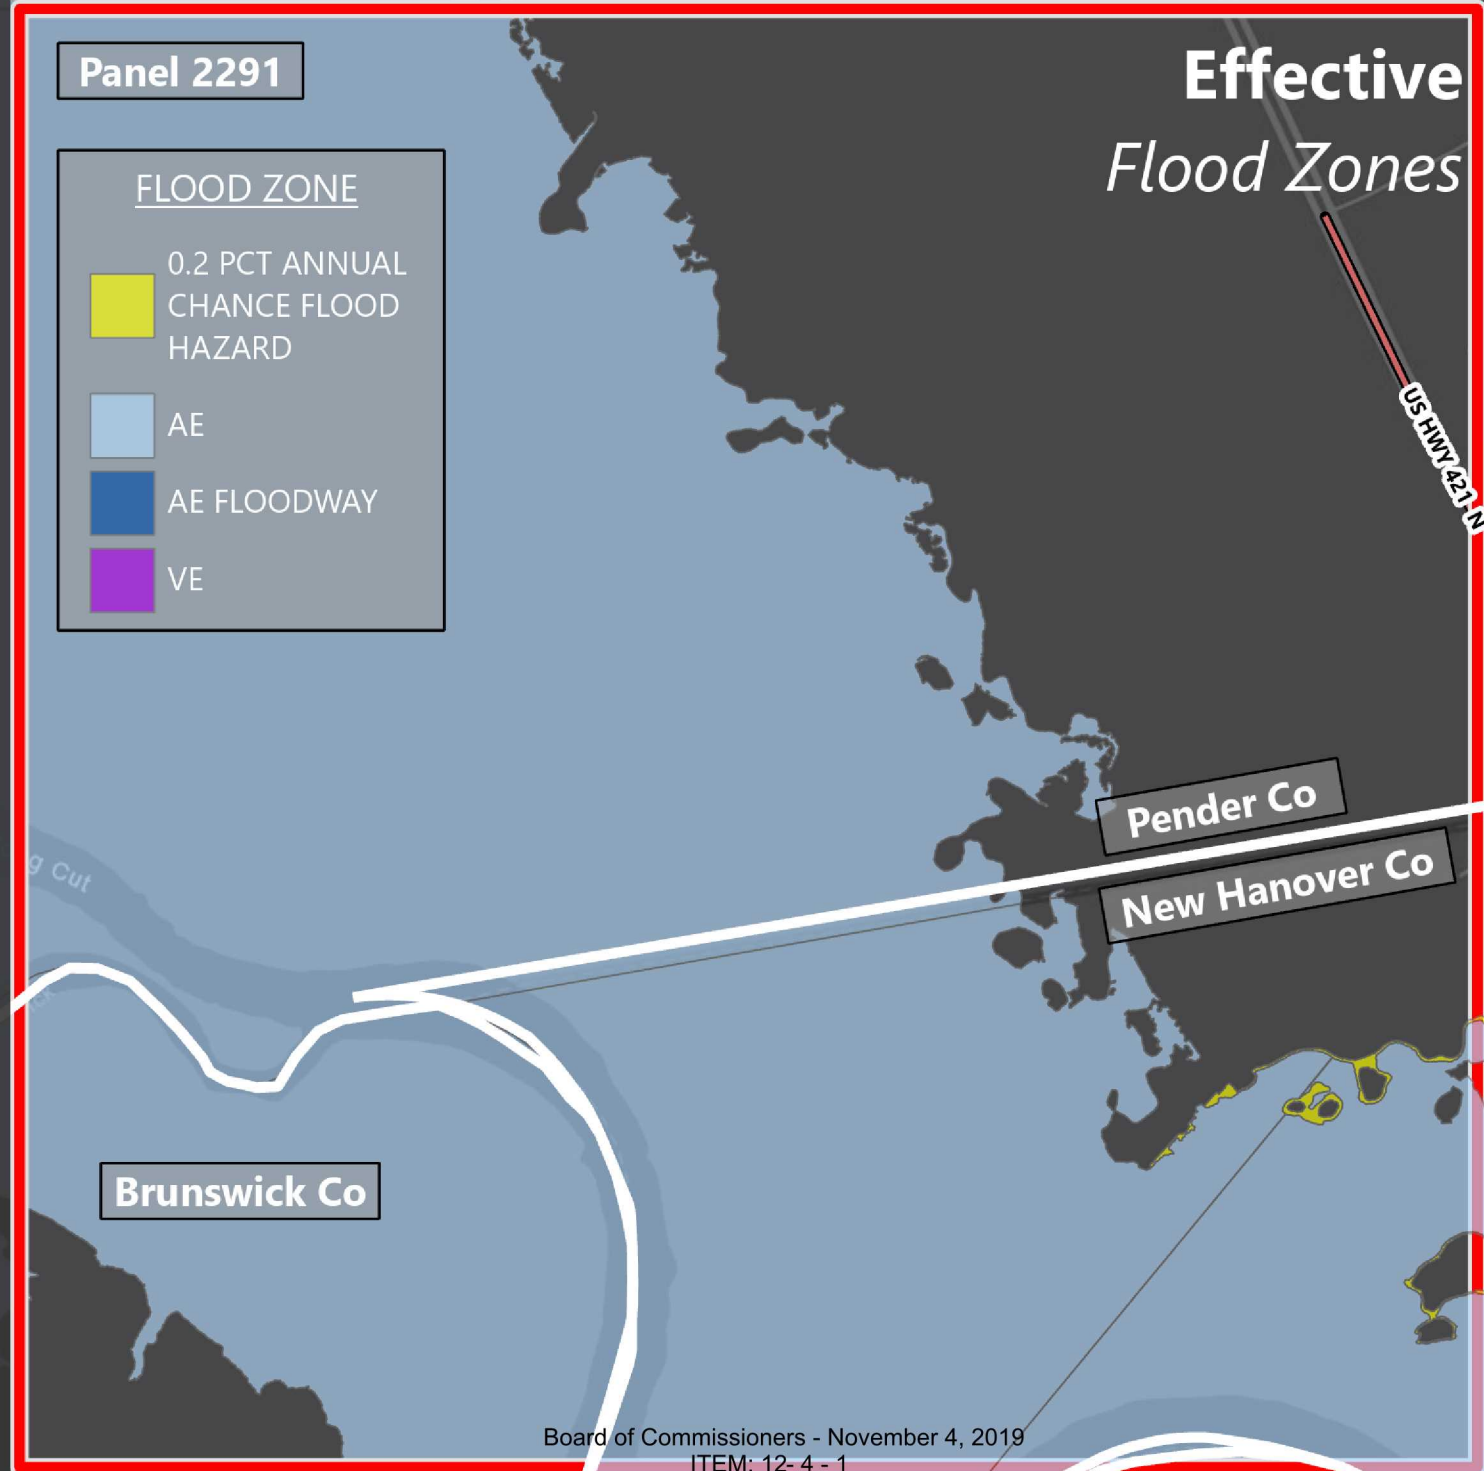 Panel 2291
Effective
Flood Zones
FLOOD ZONE
0.2 PCT ANNUAL
CHANCE FLOOD
HAZARD
AE
AE FLOODWAY
VE
US HWY 421 N
Pender Co
New Hanover Co
g Cut
Brunswick Co
Board of Commissioners - November 4, 2019
ITEM: 12- 4 - 1